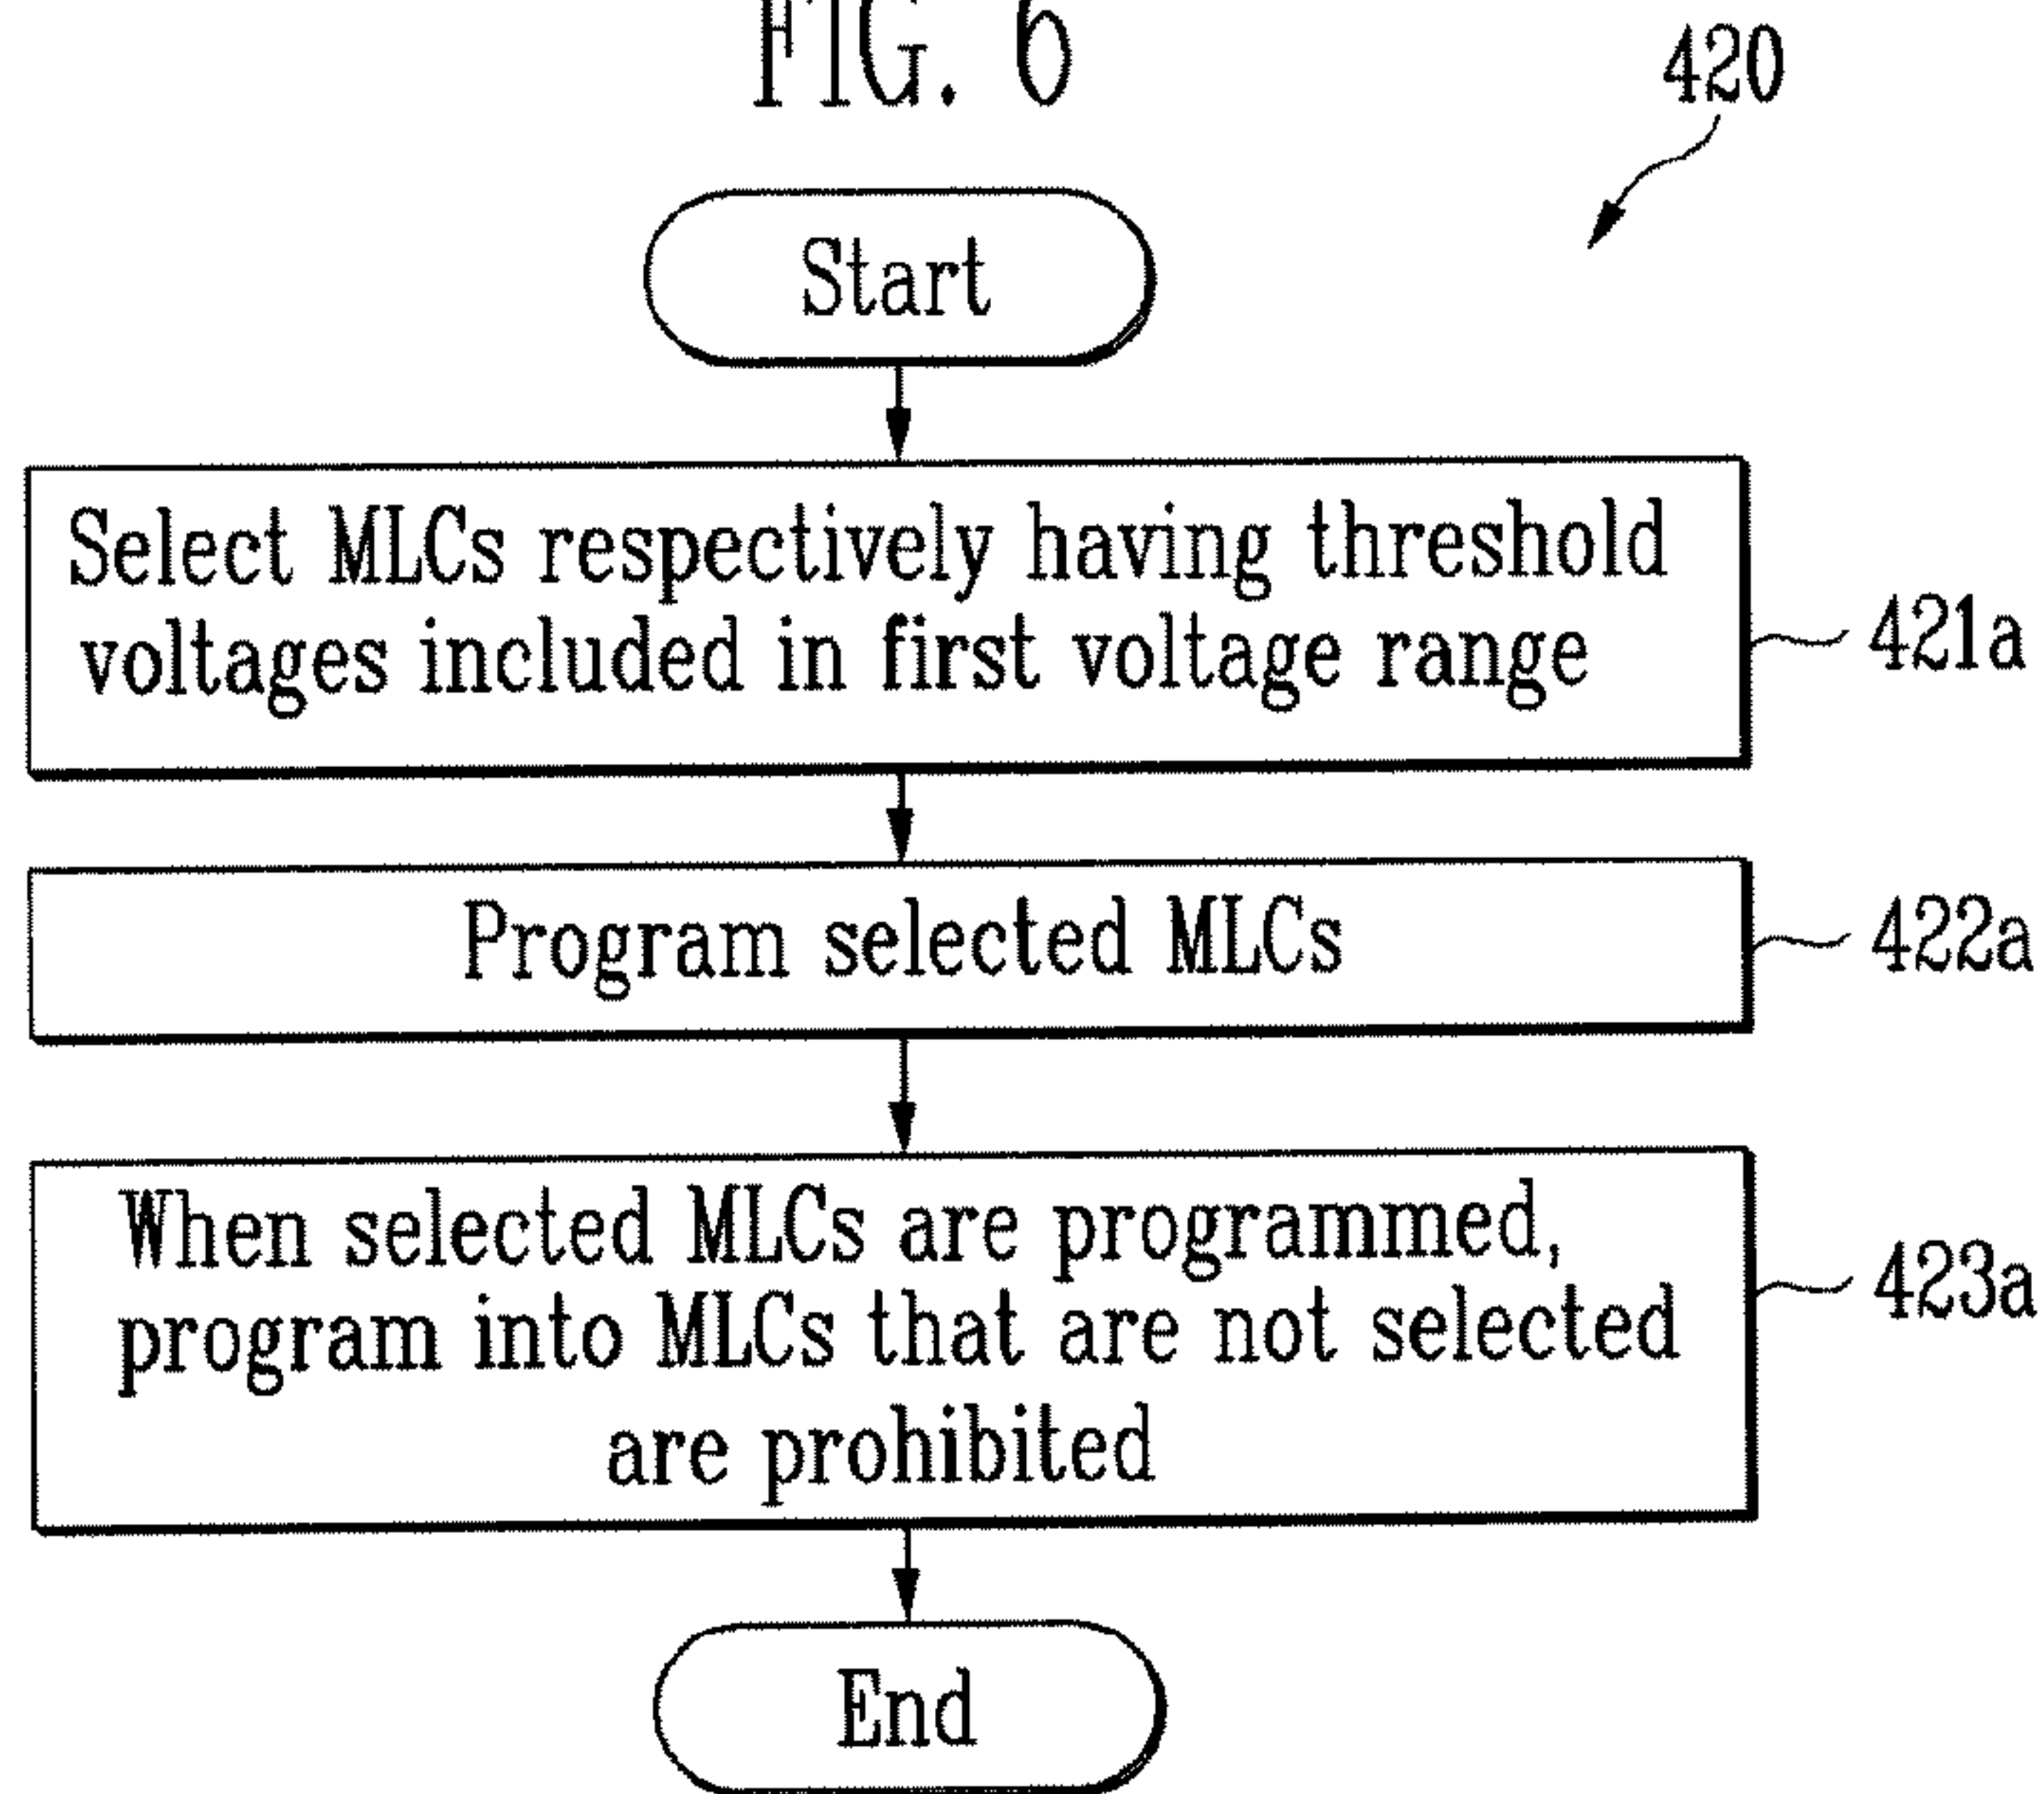 FIG. 6
420
Start
Select MLCs respectively having threshold
voltages included in first voltage range
421a
Program selected MLCs
422a
When selected MLCs are programmed,
program into MLCs that are not selected
are prohibited
423a
End